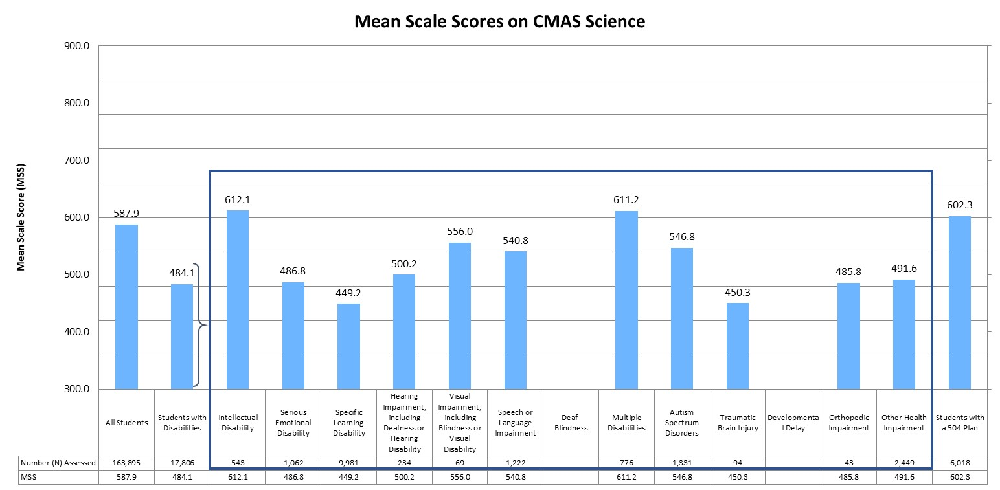 Mean Scale Scores on CMAS Science
Mean Scale Score (MSS)
900.0
800.0
700.0
600.0
500.0
400.0
300.0
587.9
484.1
612.1
486.8
449.2
500.2
556.0
540.8
611.2
546.8
450.3
485.8
491.6
602.3
All Students
Students with
Disabilities
Intellectual
Disability
Serious
Emotional
Disability
Specific
Learning
Disability
Hearing
Impairment,
including
Deafness or
Hearing
Disability
Visual
Impairment,
including
Blindness or
Visual
Disability
Speech or
Language
Impairment
Deaf-
Blindness
Multiple
Disabilities
Autism
Spectrum
Disorders
Traumatic
Brain Injury
Developmenta
l Delay
Orthopedic
Impairment
Other Health
Impairment
Students with
a 504 Plan
Number (N) Assessed 163,895 17,806 543 1,062 9,981 234 69 1,222 776 1,331 94 43 2,449 6,018
MSS 587.9 484.1 612.1 486.8 449.2 500.2 556.0 540.8 611.2 546.8 450.3 485.8 491.6 602.3